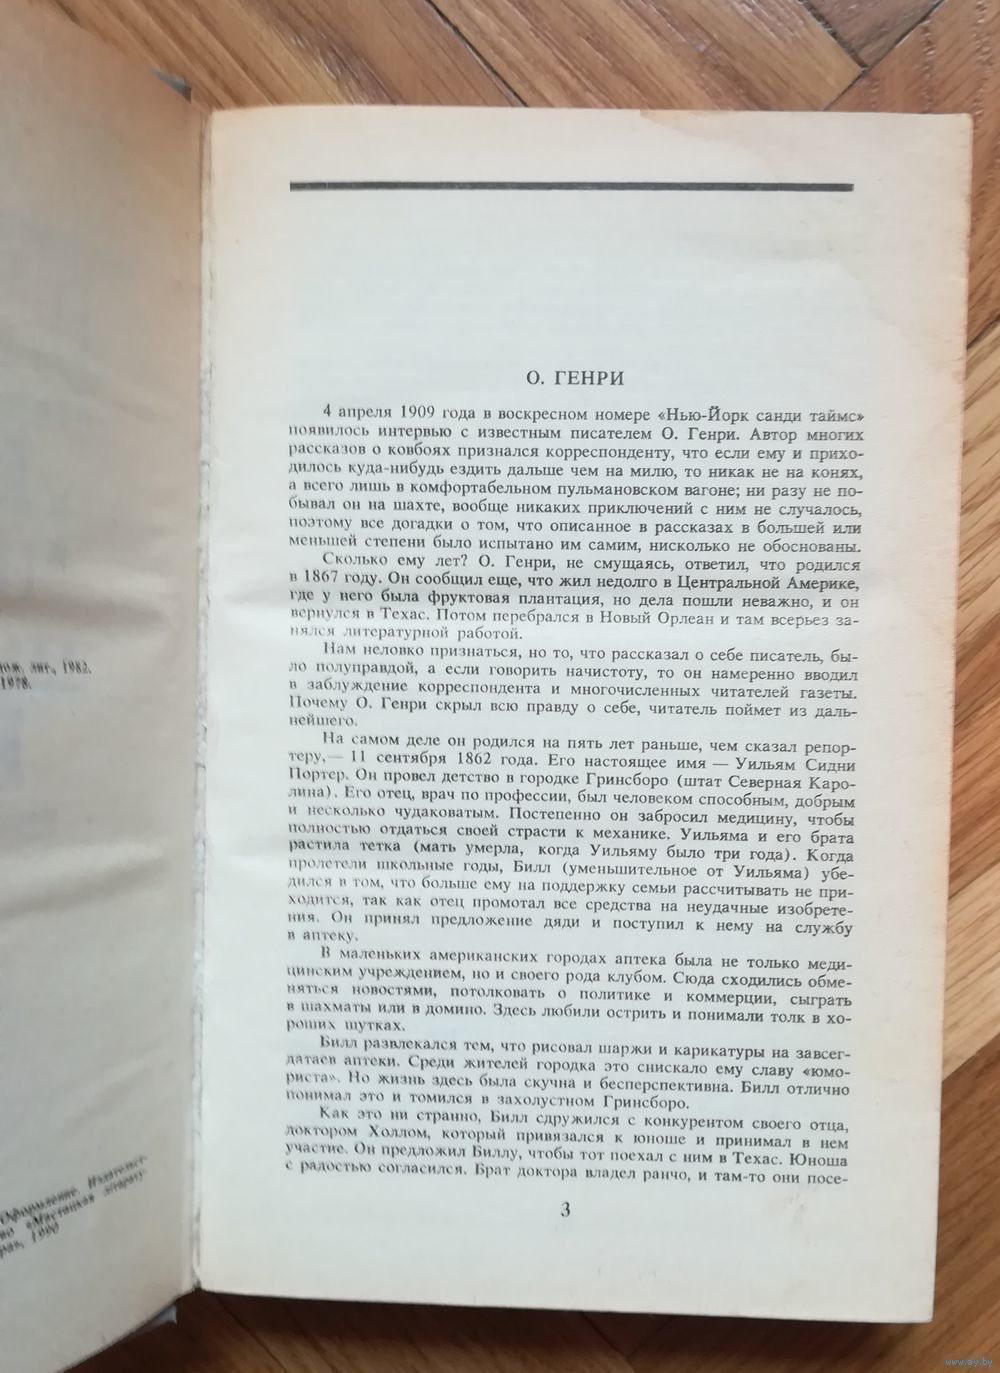 лож. лит., 1982.
1978.
Оформление. Издательст-
во «Мастацкая літарату-
ра», 1990
О. ГЕНРИ
4 апреля 1909 года в воскресном номере «Нью-Йорк санди таймс»
появилось интервью с известным писателем О. Генри. Автор многих
рассказов о ковбоях признался корреспонденту, что если ему и прихо-
дилось куда-нибудь ездить дальше чем на милю, то никак не на конях,
а всего лишь в комфортабельном пульмановском вагоне; ни разу не по-
бывал он на шахте, вообще никаких приключений с ним не случалось,
поэтому все догадки о том, что описанное в рассказах в большей или
меньшей степени было испытано им самим, нисколько не обоснованы.
Сколько ему лет? О. Генри, не смущаясь, ответил, что родился
в 1867 году. Он сообщил еще, что жил недолго в Центральной Америке,
где у него была фруктовая плантация, но дела пошли неважно, и он
вернулся в Техас. Потом перебрался в Новый Орлеан и там всерьез за-
нялся литературной работой.
Нам неловко признаться, но то, что рассказал о себе писатель, бы-
ло полуправдой, а если говорить начистоту, то он намеренно вводил
в заблуждение корреспондента и многочисленных читателей газеты.
Почему О. Генри скрыл всю правду о себе, читатель поймет из даль-
нейшего.
На самом деле он родился на пять лет раньше, чем сказал репор-
теру,— 11 сентября 1862 года. Его настоящее имя — Уильям Сидни
Портер. Он провел детство в городке Гринсборо (штат Северная Каро-
лина). Его отец, врач по профессии, был человеком способным, добрым
и несколько чудаковатым. Постепенно он забросил медицину, чтобы
полностью отдаться своей страсти к механике. Уильяма и его брата
растила тетка (мать умерла, когда Уильяму было три года). Когда
пролетели школьные годы, Билл (уменьшительное от Уильяма) убе-
дился в том, что больше ему на поддержку семьи рассчитывать не при-
ходится, так как отец промотал все средства на неудачные изобрете-
ния. Он принял предложение дяди и поступил к нему на службу
в аптеку.
В маленьких американских городах аптека была не только меди-
цинским учреждением, но и своего рода клубом. Сюда сходились обме-
няться новостями, потолковать о политике и коммерции, сыграть
в шахматы или в домино. Здесь любили острить и понимали толк в хо-
роших шутках.
Билл развлекался тем, что рисовал шаржи и карикатуры на завсег-
датаев аптеки. Среди жителей городка это снискало ему славу «юмо-
риста». Но жизнь здесь была скучна и бесперспективна. Билл отлично
понимал это и томился в захолустном Гринсборо.
Как это ни странно, Билл сдружился с конкурентом своего отца,
доктором Холлом, который привязался к юноше и принимал в нем
участие. Он предложил Биллу, чтобы тот поехал с ним в Техас. Юноша
с радостью согласился. Брат доктора владел ранчо, и там-то они посе-
3
www.ay.by